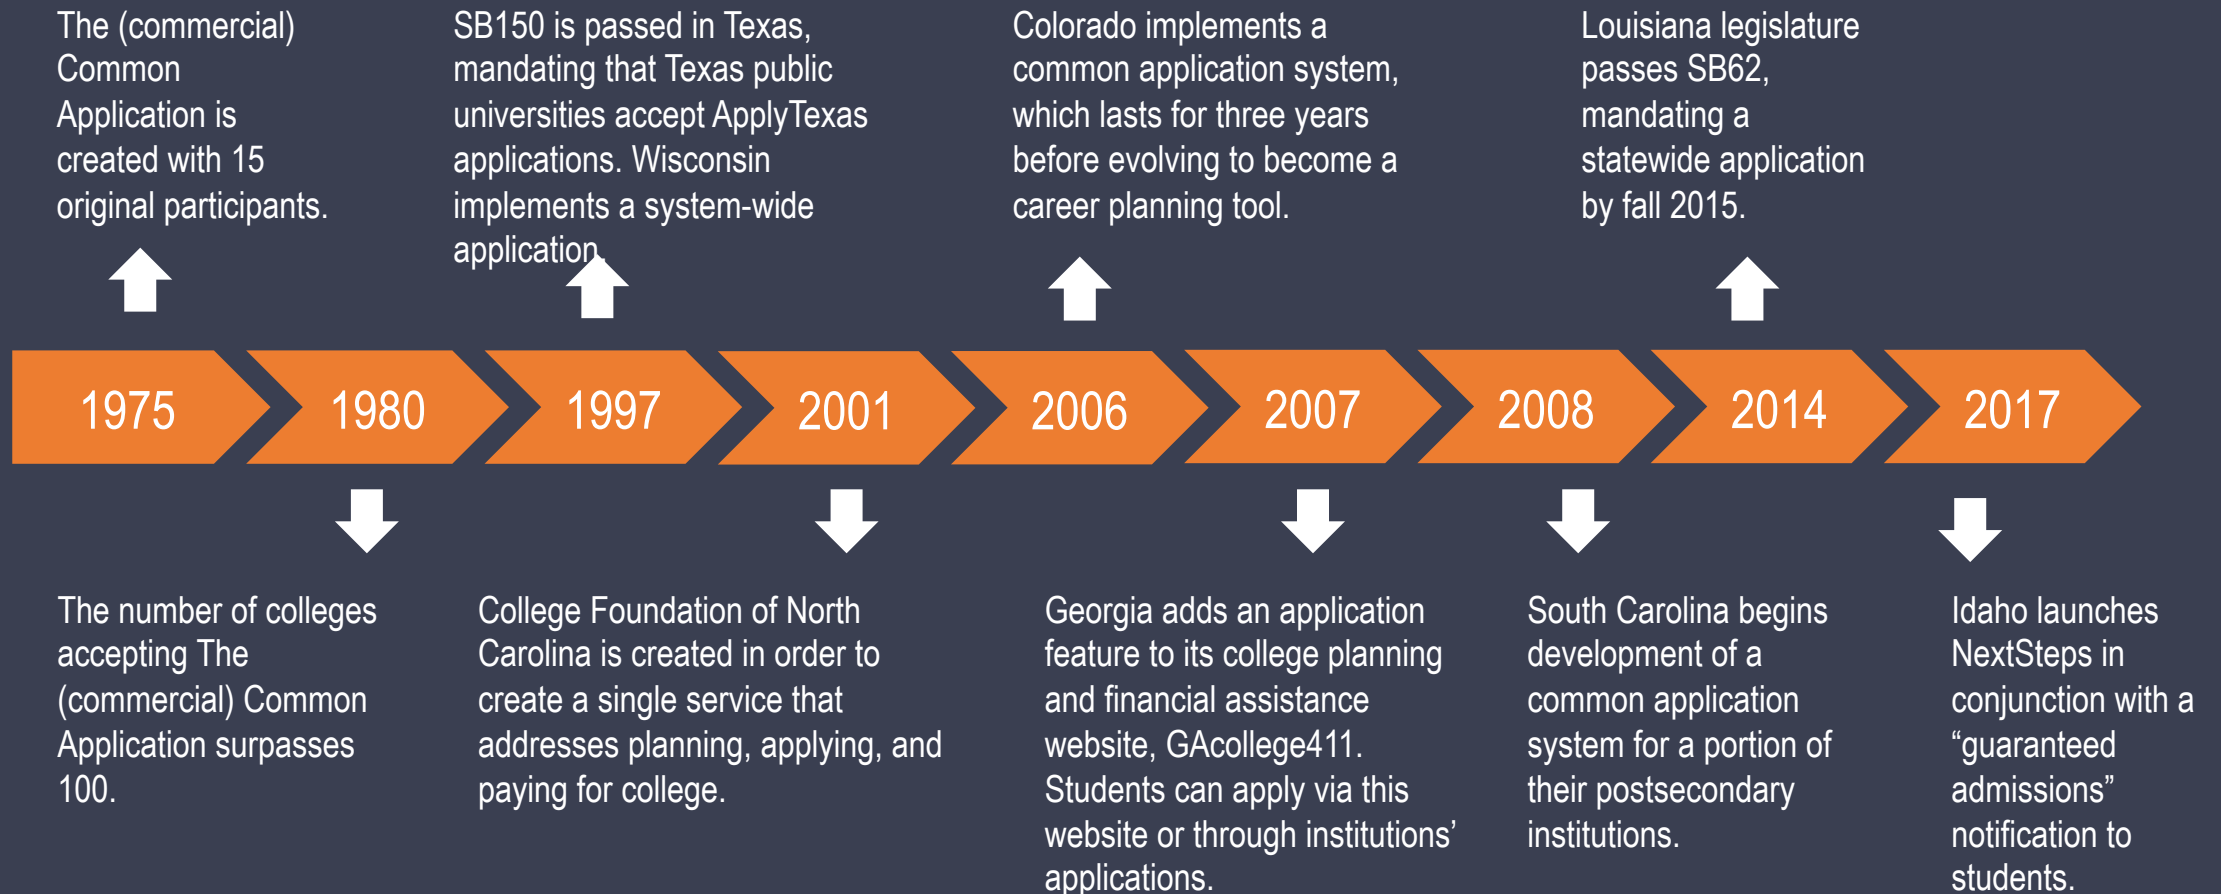 The (commercial)
Common
Application is
created with 15
original participants.
SB150 is passed in Texas,
mandating that Texas public
universities accept ApplyTexas
applications. Wisconsin
implements a system-wide
application.
Colorado implements a
common application system,
which lasts for three years
before evolving to become a
career planning tool.
Louisiana legislature
passes SB62,
mandating a
statewide application
by fall 2015.
1975
1980
1997
2001
2006
2007
2008
2014
2017
The number of colleges
accepting The
(commercial) Common
Application surpasses
100.
College Foundation of North
Carolina is created in order to
create a single service that
addresses planning, applying, and
paying for college.
Georgia adds an application
feature to its college planning
and financial assistance
website, GAcollege411.
Students can apply via this
website or through institutions’
applications.
South Carolina begins
development of a
common application
system for a portion of
their postsecondary
institutions.
Idaho launches
NextSteps in
conjunction with a
“guaranteed
admissions”
notification to
students.